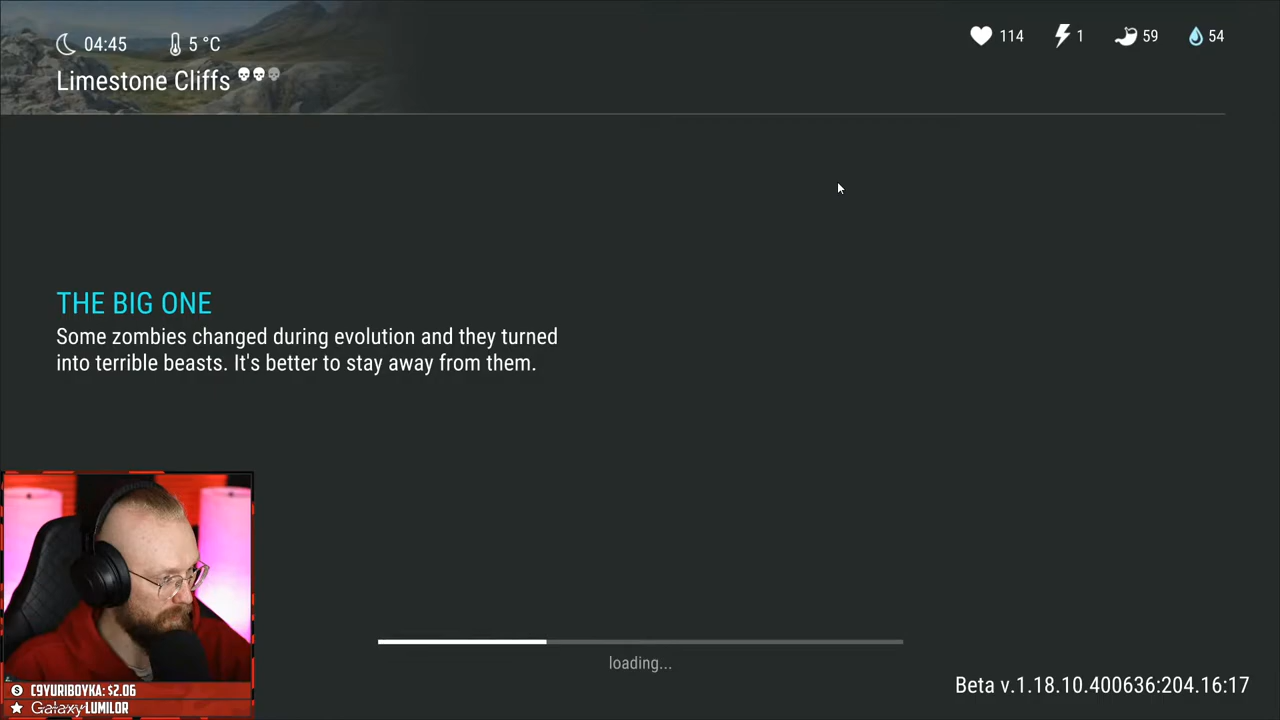 04:45 5 °C
114 1 59 54
Limestone Cliffs
THE BIG ONE
Some zombies changed during evolution and they turned
into terrible beasts. It's better to stay away from them.
loading...
Beta v.1.18.10.400636:204.16:17
C9YURIBOYKA: $2.06
GalaxyLUMILOR